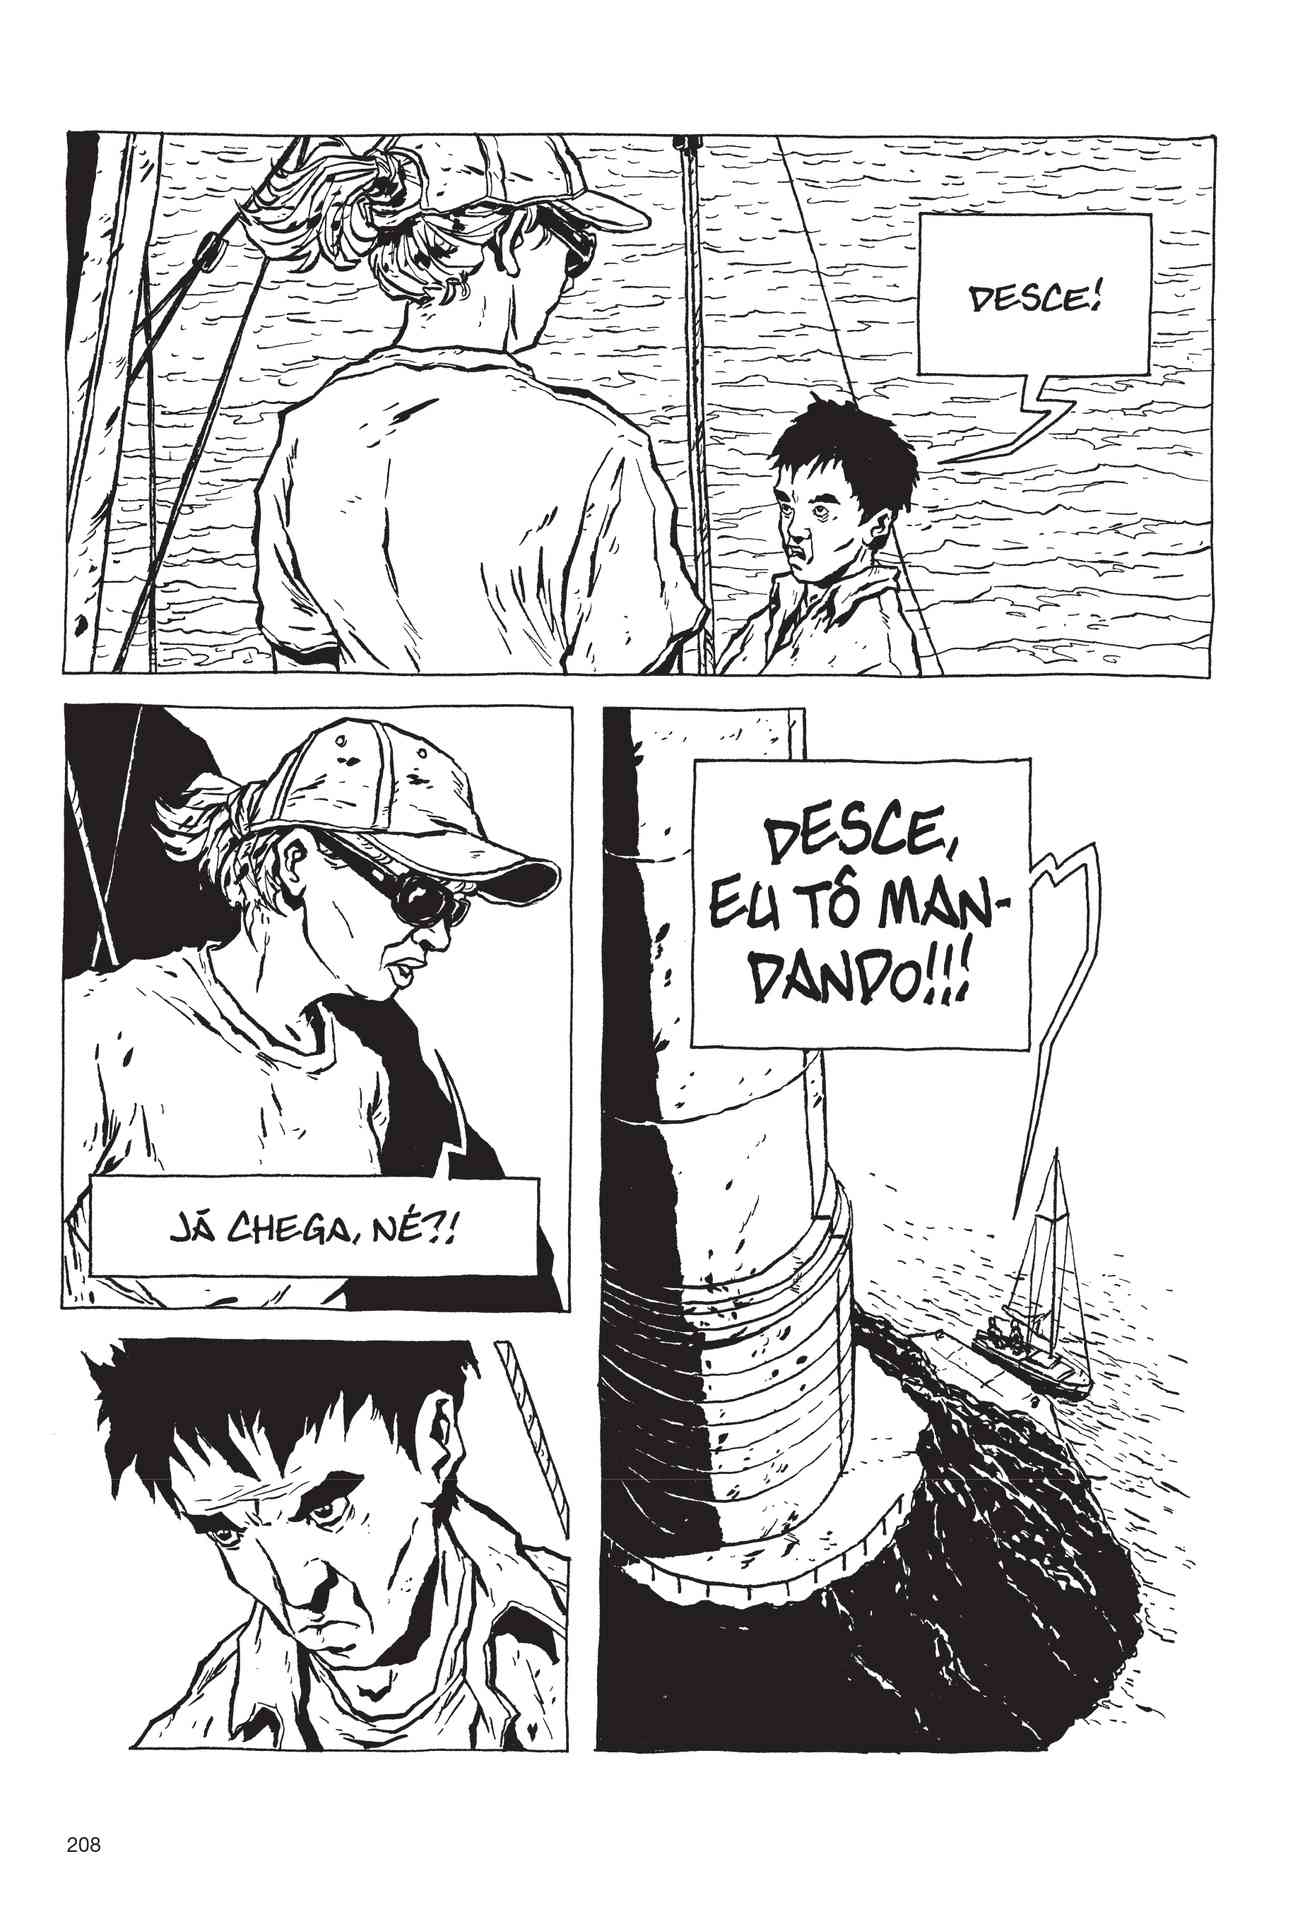 DESCE!
JÁ CHEGA, NÉ?!
DESCE,
EU TÔ MAN-
DANDO!!!
208